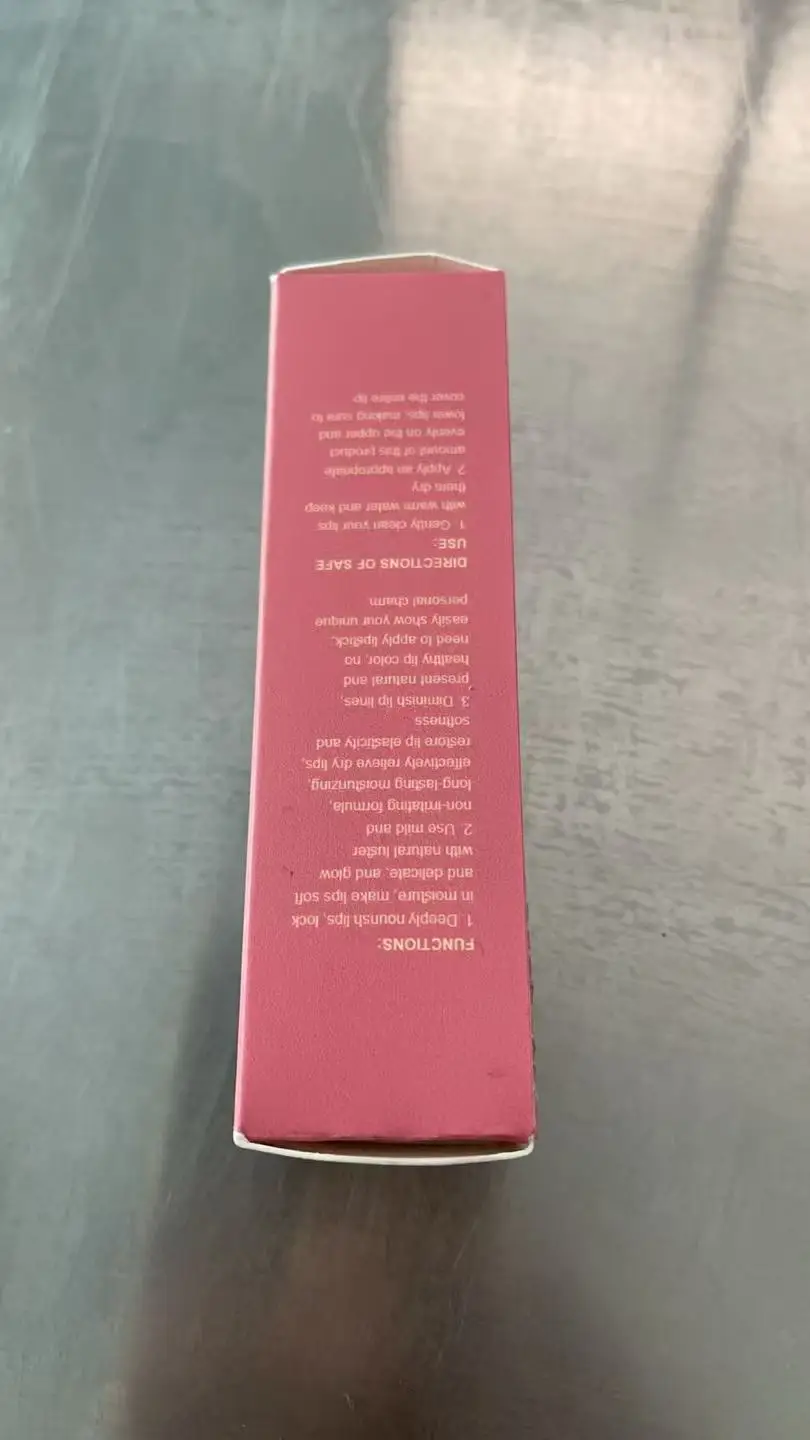 FUNCTIONS:
1. Deeply nourish lips, lock
in moisture, make lips soft
and delicate, and glow
with natural luster
2. Use mild and
non-irritating formula,
long-lasting moisturizing,
effectively relieve dry lips,
restore lip elasticity and
softness
3. Diminish lip lines,
present natural and
healthy lip color, no
need to apply lipstick,
easily show your unique
personal charm
DIRECTIONS OF SAFE
USE:
1. Gently clean your lips
with warm water and keep
them dry
2. Apply an appropriate
amount of this product
evenly on the upper and
lower lips, making sure to
cover the entire lip